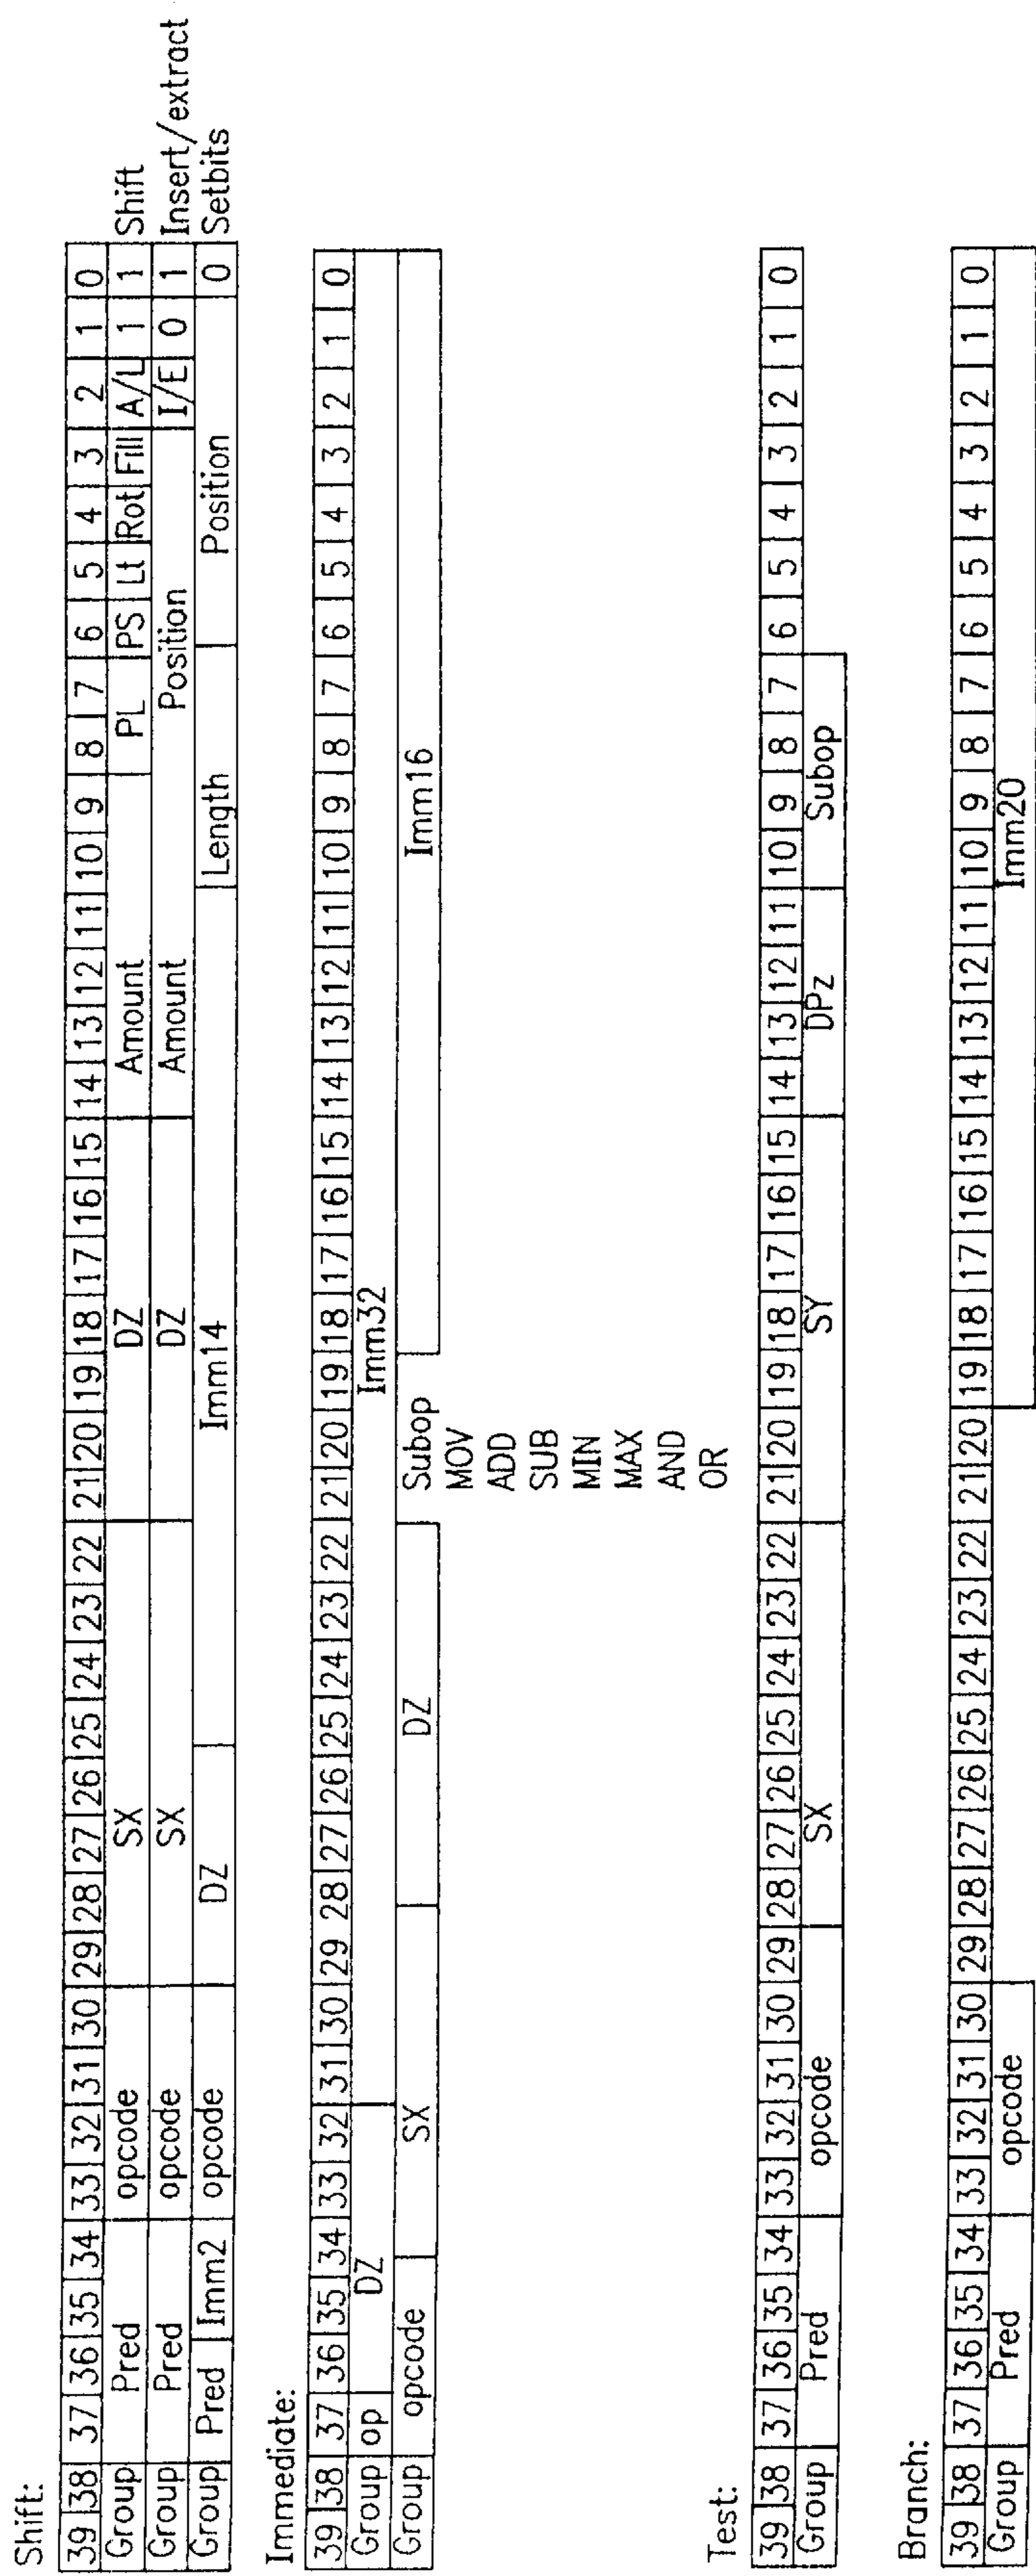 Shift:
39 38 37 36 35 34 33 32 31 30 29 28 27 26 25 24 23 22 21 20 19 18 17 16 15 14 13 12 11 10 9 8 7 6 5 4 3 2 1 0
Group Pred opcode SX DZ Amount PL PS Lt Rot Fill A/L 1 1 Shift
Group Pred opcode SX DZ Amount Position I/E 0 1 Insert/extract
Group Pred Imm2 opcode DZ Imm14 Length Position 0 Setbits
Immediate:
39 38 37 36 35 34 33 32 31 30 29 28 27 26 25 24 23 22 21 20 19 18 17 16 15 14 13 12 11 10 9 8 7 6 5 4 3 2 1 0
Group op DZ Imm32
Group opcode SX DZ Subop Imm16
MOV
ADD
SUB
MIN
MAX
AND
OR
Test:
39 38 37 36 35 34 33 32 31 30 29 28 27 26 25 24 23 22 21 20 19 18 17 16 15 14 13 12 11 10 9 8 7 6 5 4 3 2 1 0
Group Pred opcode SX SY DPz Subop
Branch:
39 38 37 36 35 34 33 32 31 30 29 28 27 26 25 24 23 22 21 20 19 18 17 16 15 14 13 12 11 10 9 8 7 6 5 4 3 2 1 0
Group Pred opcode Imm20